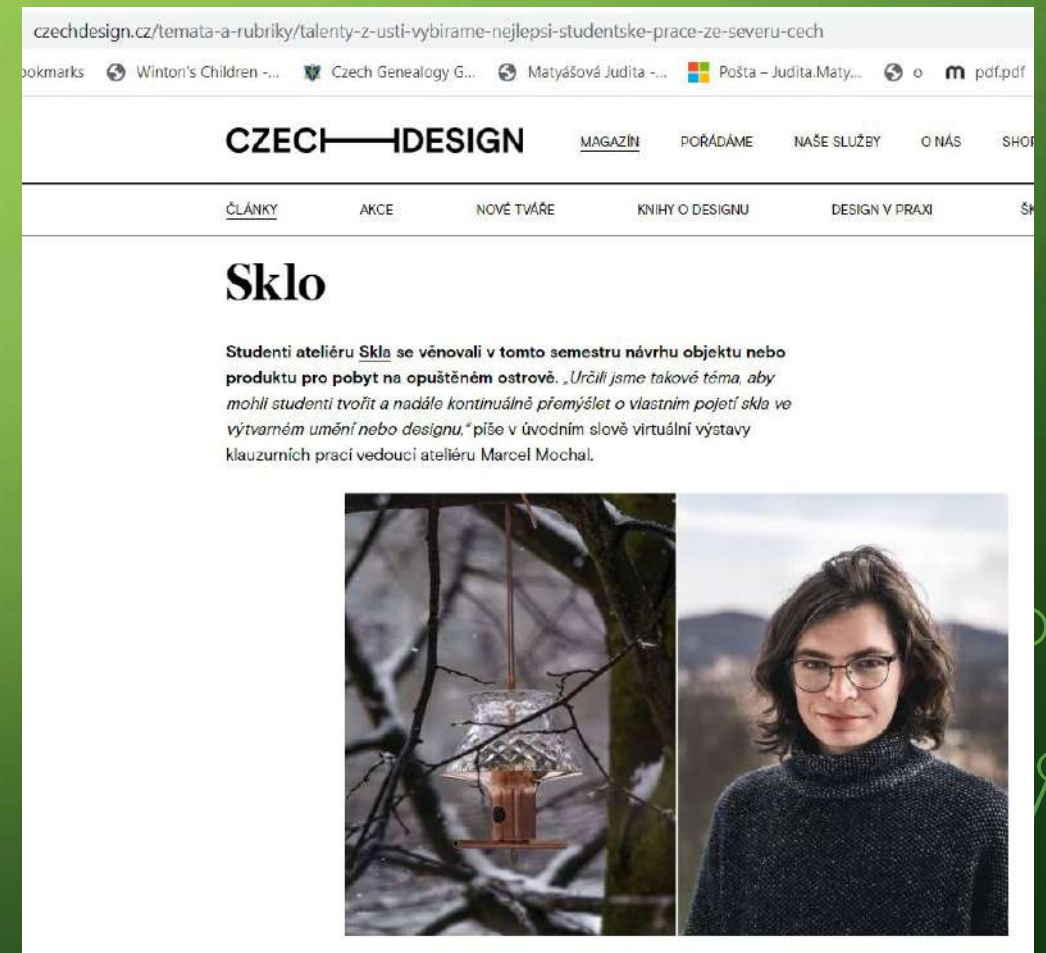 czechdesign.cz/temata-a-rubriky/talenty-z-usti-vybirame-nejlepsi-studentske-prace-ze-severu-cech
ookmarks Winton's Children -... Czech Genealogy G... Matyášová Judita -... Pošta – Judita.Maty... o m pdf.pdf
CZECHDESIGN MAGAZÍN POŘÁDÁME NAŠE SLUŽBY O NÁS SHOP
ČLÁNKY AKCE NOVÉ TVÁŘE KNIHY O DESIGNU DESIGN V PRAXI ŠK
Sklo
Studenti ateliéru Skla se věnovali v tomto semestru návrhu objektu nebo
produktu pro pobyt na opuštěném ostrově. „Určili jsme takové téma, aby
mohli studenti tvořit a nadále kontinuálně přemýšlet o vlastním pojetí skla ve
výtvarném umění nebo designu,“ píše v úvodním slově virtuální výstavy
klauzurních prací vedoucí ateliéru Marcel Mochal.